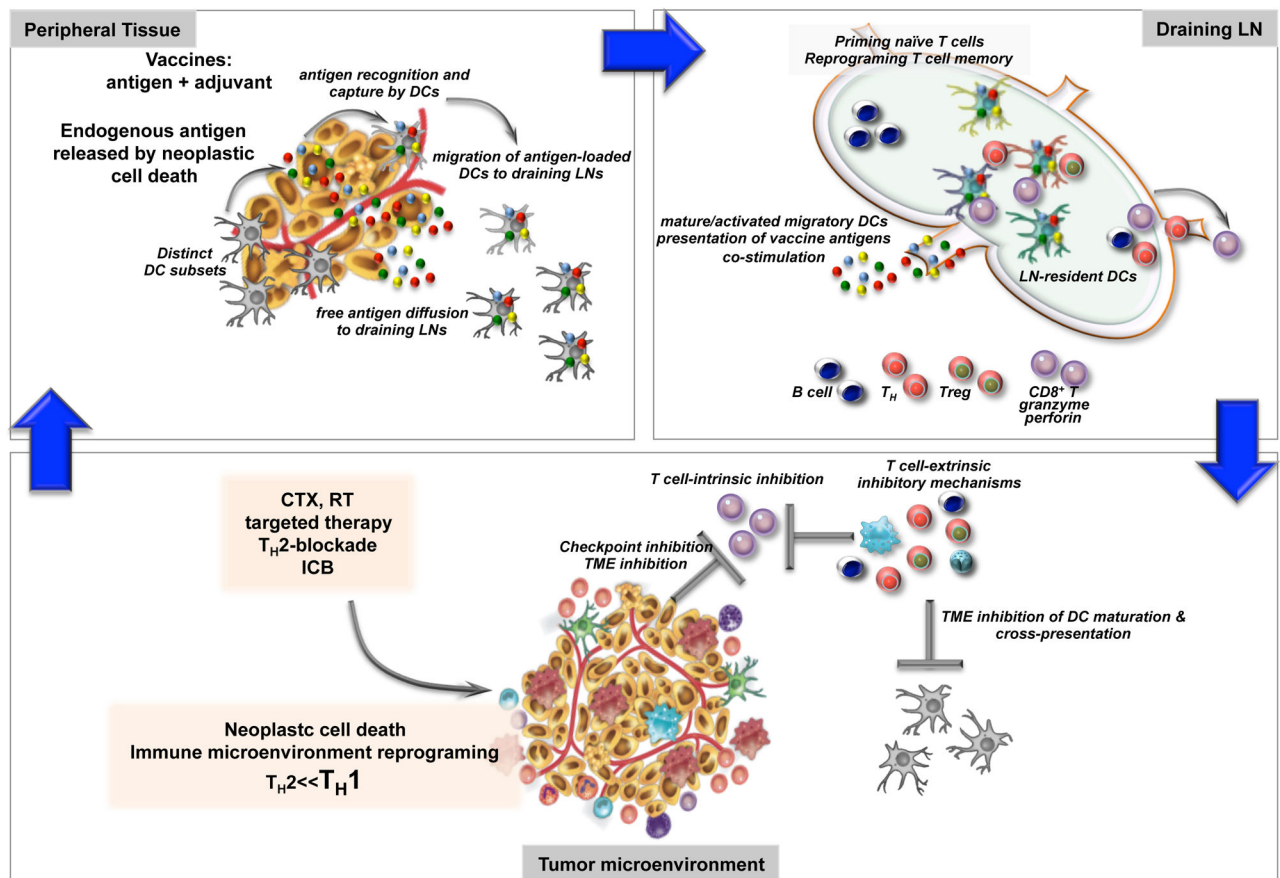 Peripheral Tissue
Vaccines:
antigen + adjuvant
antigen recognition and
capture by DCs
Endogenous antigen
released by neoplastic
cell death
migration of antigen-loaded
DCs to draining LNs
Distinct
DC subsets
free antigen diffusion
to draining LNs
Draining LN
Priming naïve T cells
Reprograming T cell memory
mature/activated migratory DCs
presentation of vaccine antigens
co-stimulation
LN-resident DCs
B cell
T_H
Treg
CD8⁺ T
granzyme
perforin
CTX, RT
targeted therapy
T_H2-blockade
ICB
T cell-intrinsic inhibition
T cell-extrinsic
inhibitory mechanisms
Checkpoint inhibition
TME inhibition
TME inhibition of DC maturation &
cross-presentation
Neoplastc cell death
Immune microenvironment reprograming
T_H2<<T_H1
Tumor microenvironment